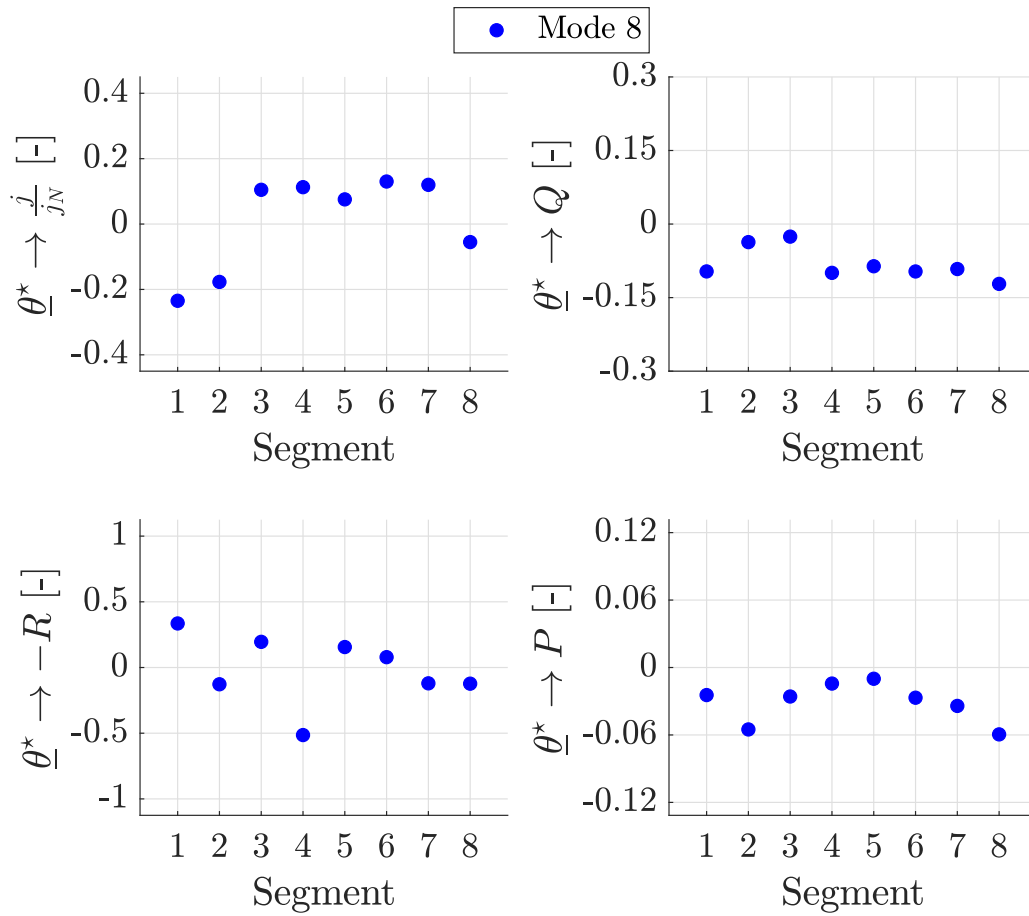 Mode 8
0.4
0.2
0
-0.2
-0.4
θ* → j/jN [-]
1 2 3 4 5 6 7 8
Segment
0.3
0.15
0
-0.15
-0.3
θ* → Q [-]
1 2 3 4 5 6 7 8
Segment
1
0.5
0
-0.5
-1
θ* → −R [-]
1 2 3 4 5 6 7 8
Segment
0.12
0.06
0
-0.06
-0.12
θ* → P [-]
1 2 3 4 5 6 7 8
Segment